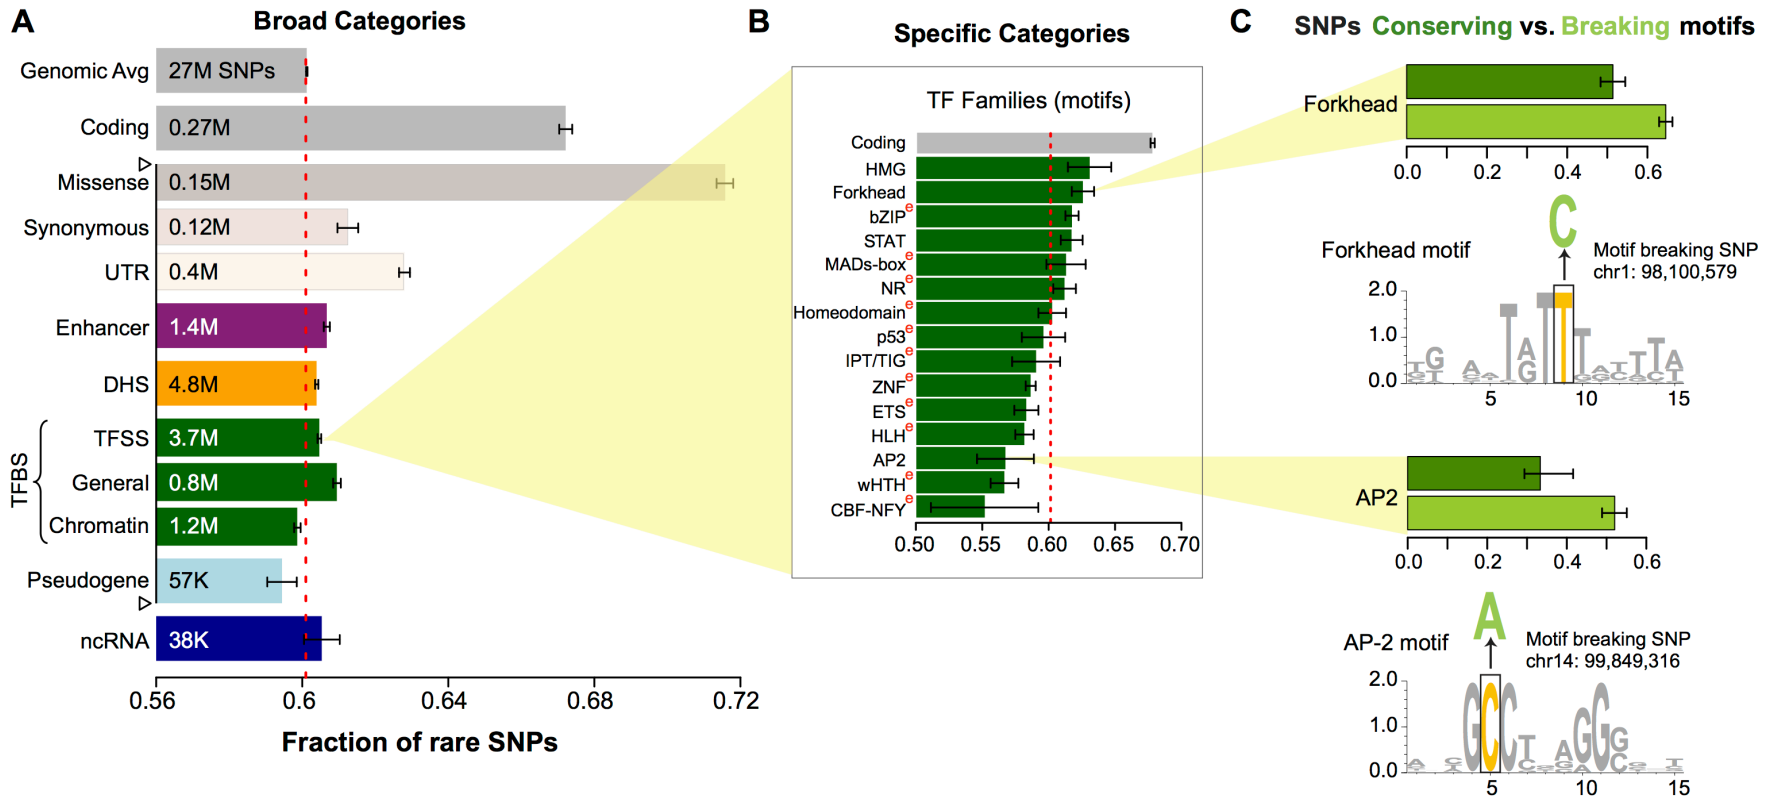 A
Broad Categories
Genomic Avg 27M SNPs
Coding 0.27M
Missense 0.15M
Synonymous 0.12M
UTR 0.4M
Enhancer 1.4M
DHS 4.8M
TFBS
TFSS 3.7M
General 0.8M
Chromatin 1.2M
Pseudogene 57K
ncRNA 38K
0.56 0.6 0.64 0.68 0.72
Fraction of rare SNPs
B
Specific Categories
TF Families (motifs)
Coding
HMG
Forkhead
bZIP e
STAT
MADs-box e
NR e
Homeodomain e
p53 e
IPT/TIG e
ZNF e
ETS e
HLH e
AP2
wHTH e
CBF-NFY e
0.50 0.55 0.60 0.65 0.70
C
SNPs Conserving vs. Breaking motifs
Forkhead
0.0 0.2 0.4 0.6
C
Forkhead motif
Motif breaking SNP
chr1: 98,100,579
2.0
1.0
0.0
5 10 15
AP2
0.0 0.2 0.4 0.6
A
AP-2 motif
Motif breaking SNP
chr14: 99,849,316
2.0
1.0
0.0
5 10 15